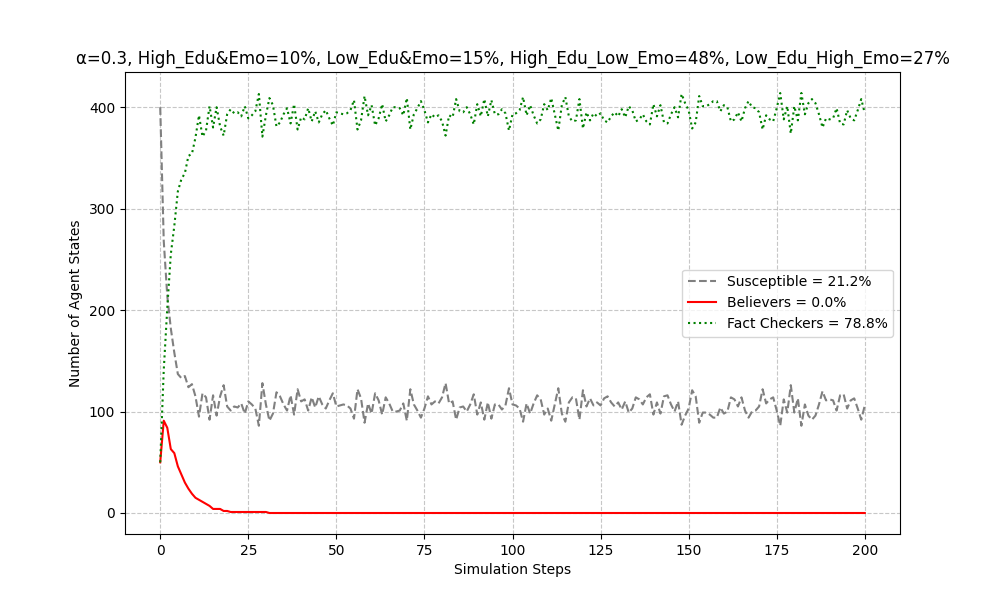 α=0.3, High_Edu&Emo=10%, Low_Edu&Emo=15%, High_Edu_Low_Emo=48%, Low_Edu_High_Emo=27%
Number of Agent States
400
300
200
100
0
Susceptible = 21.2%
Believers = 0.0%
Fact Checkers = 78.8%
0 25 50 75 100 125 150 175 200
Simulation Steps